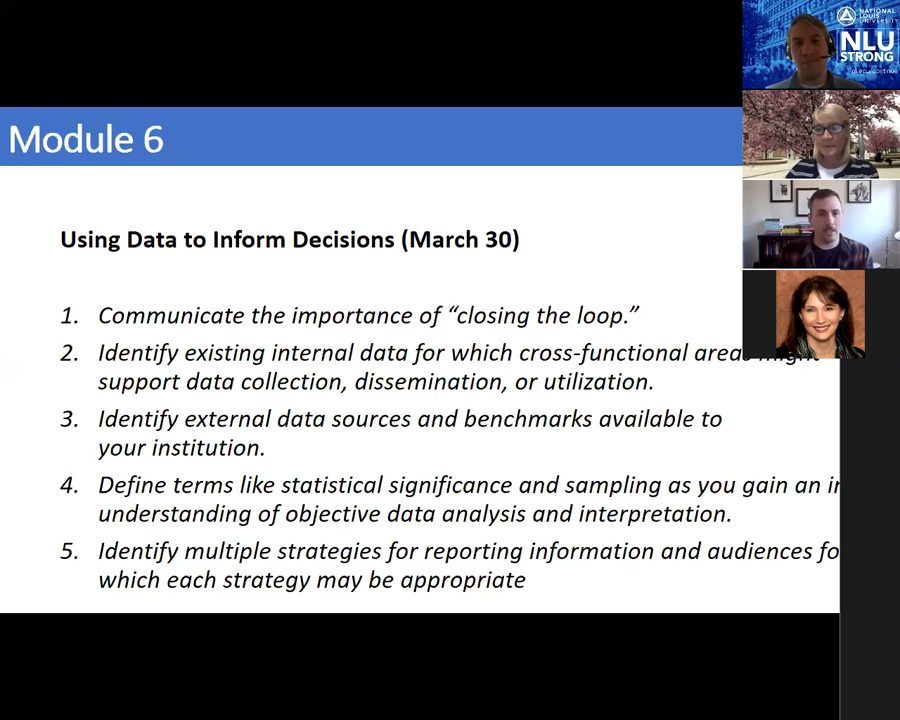 NATIONAL
LOUIS
UNIVERSITY
NLU
STRONG
Module 6
Using Data to Inform Decisions (March 30)
1. Communicate the importance of “closing the loop.”
2. Identify existing internal data for which cross-functional areas might
support data collection, dissemination, or utilization.
3. Identify external data sources and benchmarks available to
your institution.
4. Define terms like statistical significance and sampling as you gain an
understanding of objective data analysis and interpretation.
5. Identify multiple strategies for reporting information and audiences fo
which each strategy may be appropriate